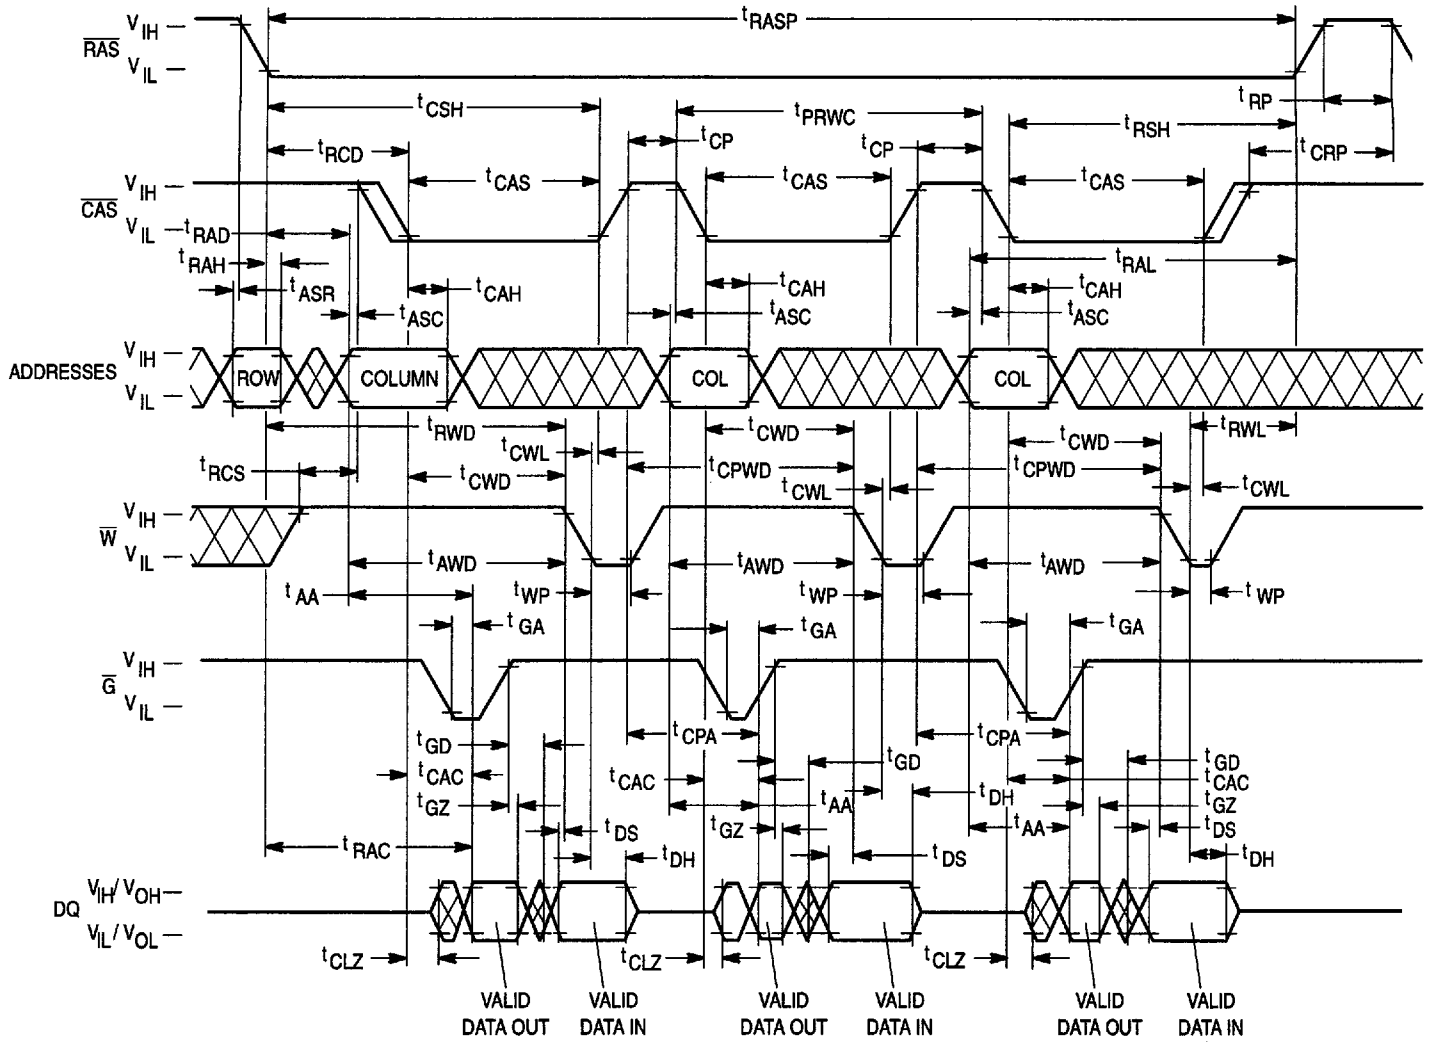 tRASP
VIH
RAS
VIL
tRP
tCSH
tPRWC
tRSH
tRCD
tCP
tCP
tCRP
VIH
tCAS
tCAS
tCAS
CAS
VIL
tRAD
tRAH
tRAL
tASR
tCAH
tCAH
tCAH
tASC
tASC
tASC
ADDRESSES
VIH
VIL
ROW
COLUMN
COL
COL
tRWD
tCWD
tCWD
tRWL
tCWL
tRCS
tCWD
tCPWD
tCPWD
tCWL
tCWL
VIH
W
VIL
tAWD
tAWD
tAWD
tAA
tWP
tWP
tWP
tGA
tGA
tGA
VIH
G
VIL
tGD
tCPA
tCPA
tGD
tGD
tCAC
tCAC
tCAC
tGZ
tAA
tDH
tGZ
tDS
tGZ
tAA
tDS
tRAC
tDH
tDS
tDH
VIH/VOH
DQ
VIL/VOL
tCLZ
tCLZ
tCLZ
VALID DATA OUT
VALID DATA IN
VALID DATA OUT
VALID DATA IN
VALID DATA OUT
VALID DATA IN